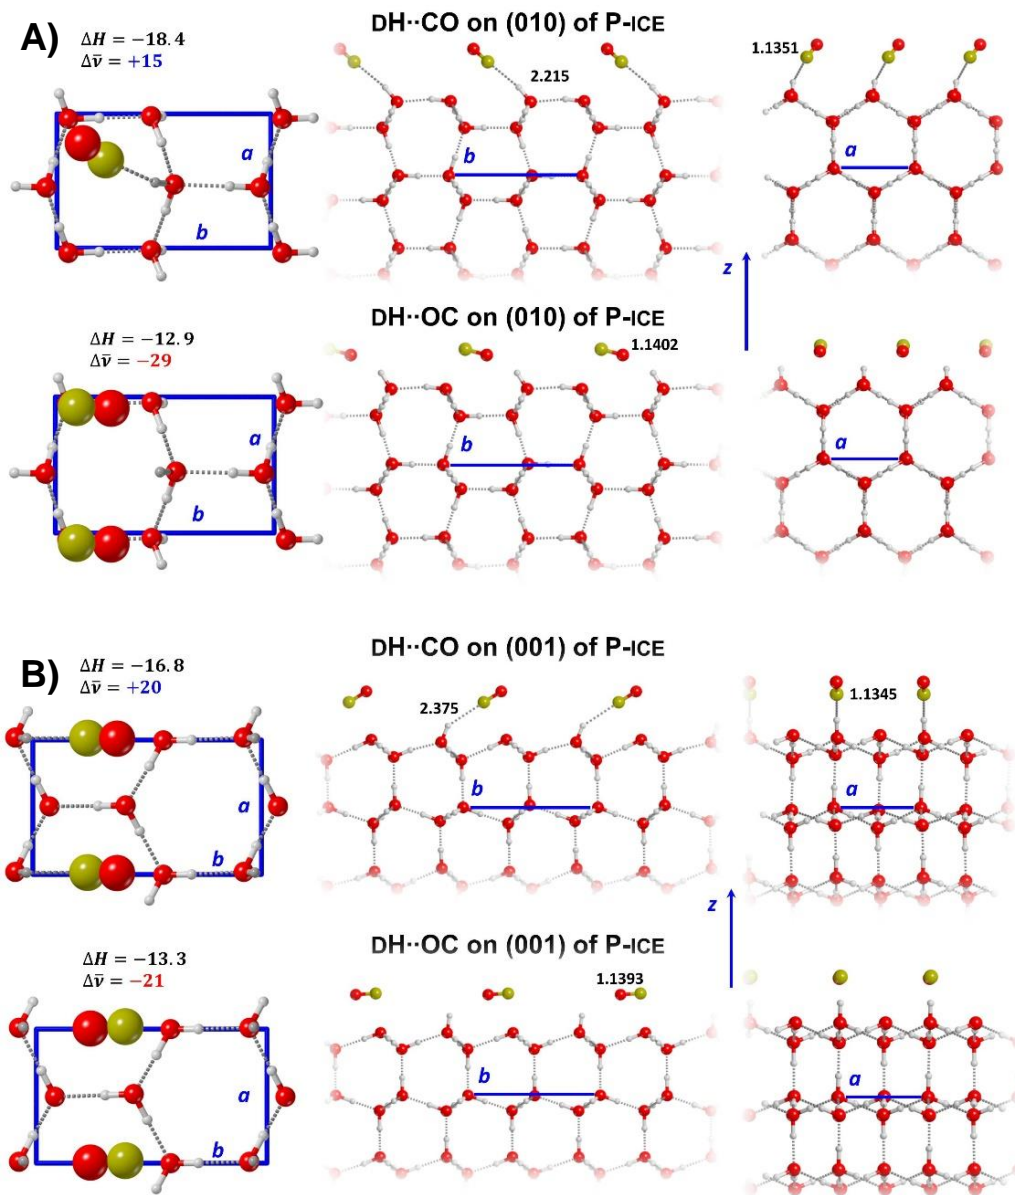 A)
ΔH = −18.4
Δν̄ = +15
DH··CO on (010) of P-ICE
a
b
2.215
b
1.1351
a
z
DH··OC on (010) of P-ICE
ΔH = −12.9
Δν̄ = −29
a
b
1.1402
b
a
B)
ΔH = −16.8
Δν̄ = +20
DH··CO on (001) of P-ICE
a
b
2.375
b
1.1345
a
z
DH··OC on (001) of P-ICE
ΔH = −13.3
Δν̄ = −21
a
b
1.1393
b
a